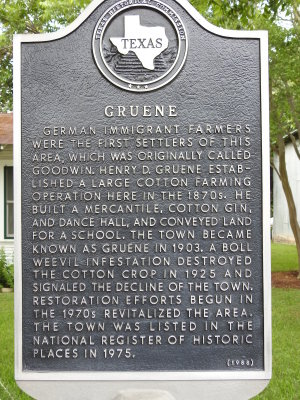 TEXAS
GRUENE
GERMAN IMMIGRANT FARMERS
WERE THE FIRST SETTLERS OF THIS
AREA, WHICH WAS ORIGINALLY CALLED
GOODWIN. HENRY D. GRUENE ESTAB-
LISHED A LARGE COTTON FARMING
OPERATION HERE IN THE 1870s. HE
BUILT A MERCANTILE, COTTON GIN,
AND DANCE HALL, AND CONVEYED LAND
FOR A SCHOOL. THE TOWN BECAME
KNOWN AS GRUENE IN 1903. A BOLL
WEEVIL INFESTATION DESTROYED
THE COTTON CROP IN 1925 AND
SIGNALED THE DECLINE OF THE TOWN.
RESTORATION EFFORTS BEGUN IN
THE 1970s REVITALIZED THE AREA.
THE TOWN WAS LISTED IN THE
NATIONAL REGISTER OF HISTORIC
PLACES IN 1975.
(1988)